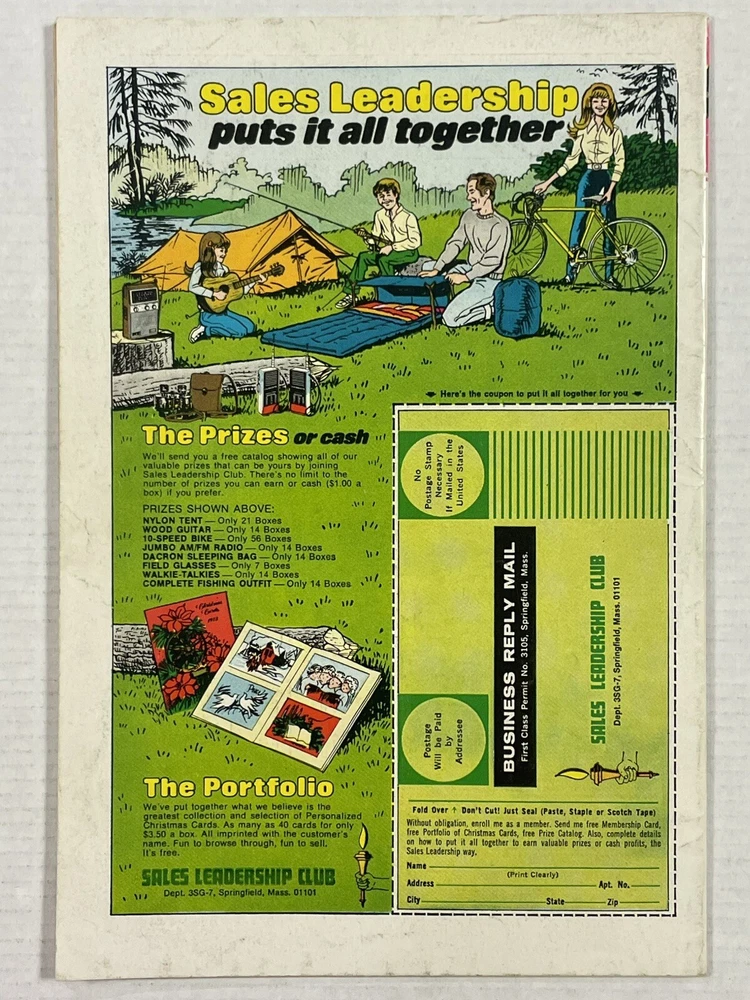 Sales Leadership
puts it all together
Here's the coupon to put it all together for you
The Prizes or cash
We'll send you a free catalog showing all of our
valuable prizes that can be yours by joining
Sales Leadership Club. There's no limit to the
number of prizes you can earn or cash ($1.00 a
box) if you prefer.
PRIZES SHOWN ABOVE:
NYLON TENT — Only 21 Boxes
WOOD GUITAR — Only 14 Boxes
10-SPEED BIKE — Only 56 Boxes
JUMBO AM/FM RADIO — Only 14 Boxes
DACRON SLEEPING BAG — Only 14 Boxes
FIELD GLASSES — Only 7 Boxes
WALKIE-TALKIES — Only 14 Boxes
COMPLETE FISHING OUTFIT — Only 14 Boxes
Christmas
Cards
The Portfolio
We've put together what we believe is the
greatest collection and selection of Personalized
Christmas Cards. As many as 40 cards for only
$3.50 a box. All imprinted with the customer's
name. Fun to browse through, fun to sell.
It's free.
SALES LEADERSHIP CLUB
Dept. 3SG-7, Springfield, Mass. 01101
No
Postage Stamp
Necessary
If Mailed in the
United States
BUSINESS REPLY MAIL
First Class Permit No. 3105, Springfield, Mass.
SALES LEADERSHIP CLUB
Dept. 3SG-7, Springfield, Mass. 01101
Postage
Will be Paid
by
Addressee
Fold Over ↑ Don't Cut! Just Seal (Paste, Staple or Scotch Tape)
Without obligation, enroll me as a member. Send me free Membership Card,
free Portfolio of Christmas Cards, free Prize Catalog. Also, complete details
on how to put it all together to earn valuable prizes or cash profits, the
Sales Leadership way.
Name
(Print Clearly)
Address Apt. No.
City State Zip